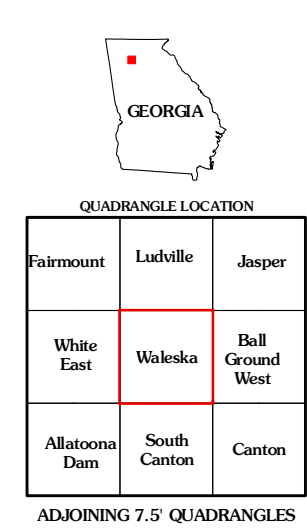 GEORGIA
QUADRANGLE LOCATION
Fairmount
Ludville
Jasper
White
East
Waleska
Ball
Ground
West
Allatoona
Dam
South
Canton
Canton
ADJOINING 7.5' QUADRANGLES